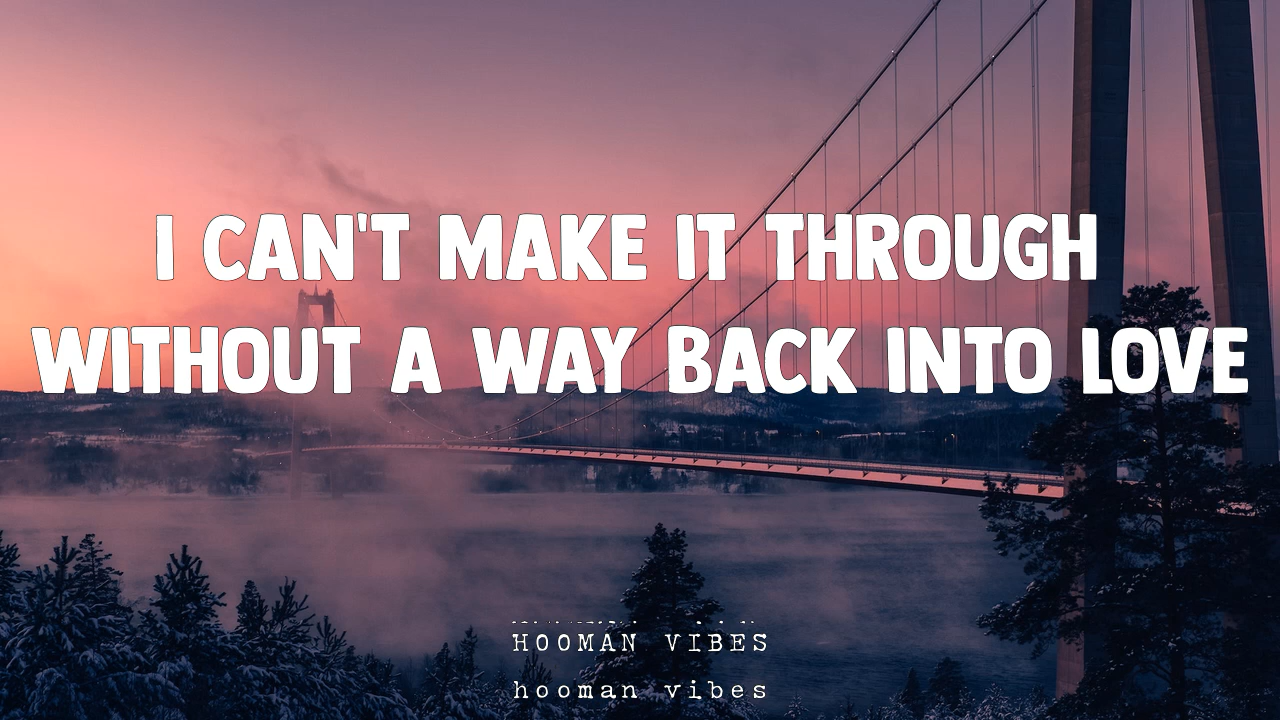 I CAN'T MAKE IT THROUGH
WITHOUT A WAY BACK INTO LOVE
HOOMAN VIBES
hooman vibes